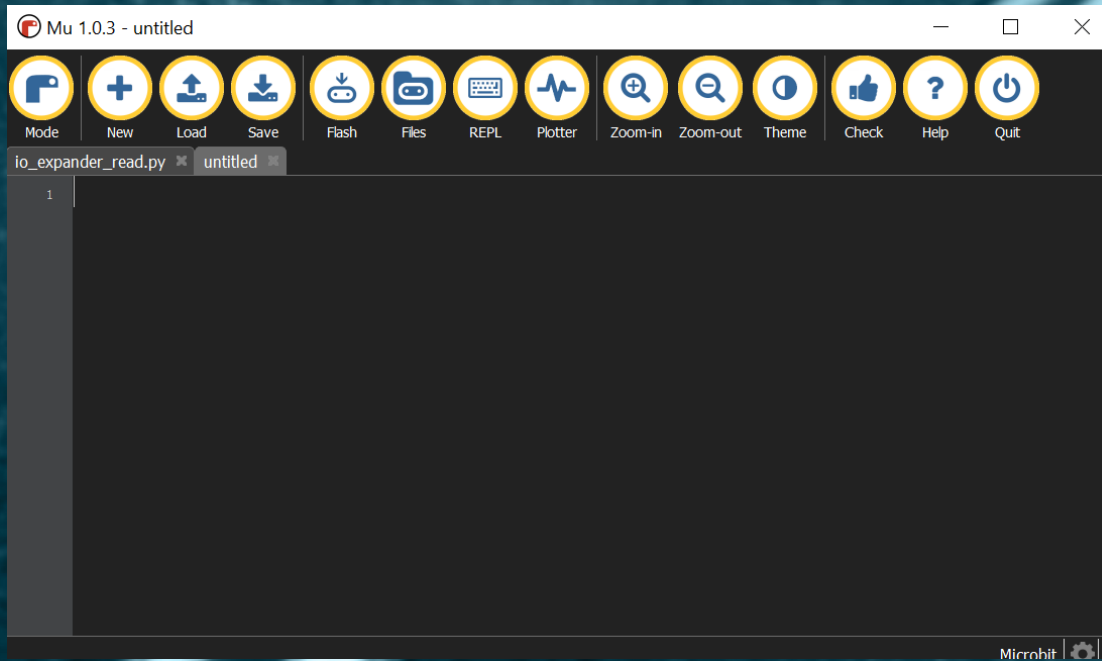 Mu 1.0.3 - untitled
Mode New Load Save Flash Files REPL Plotter Zoom-in Zoom-out Theme Check Help Quit
io_expander_read.py untitled
1
Microbit